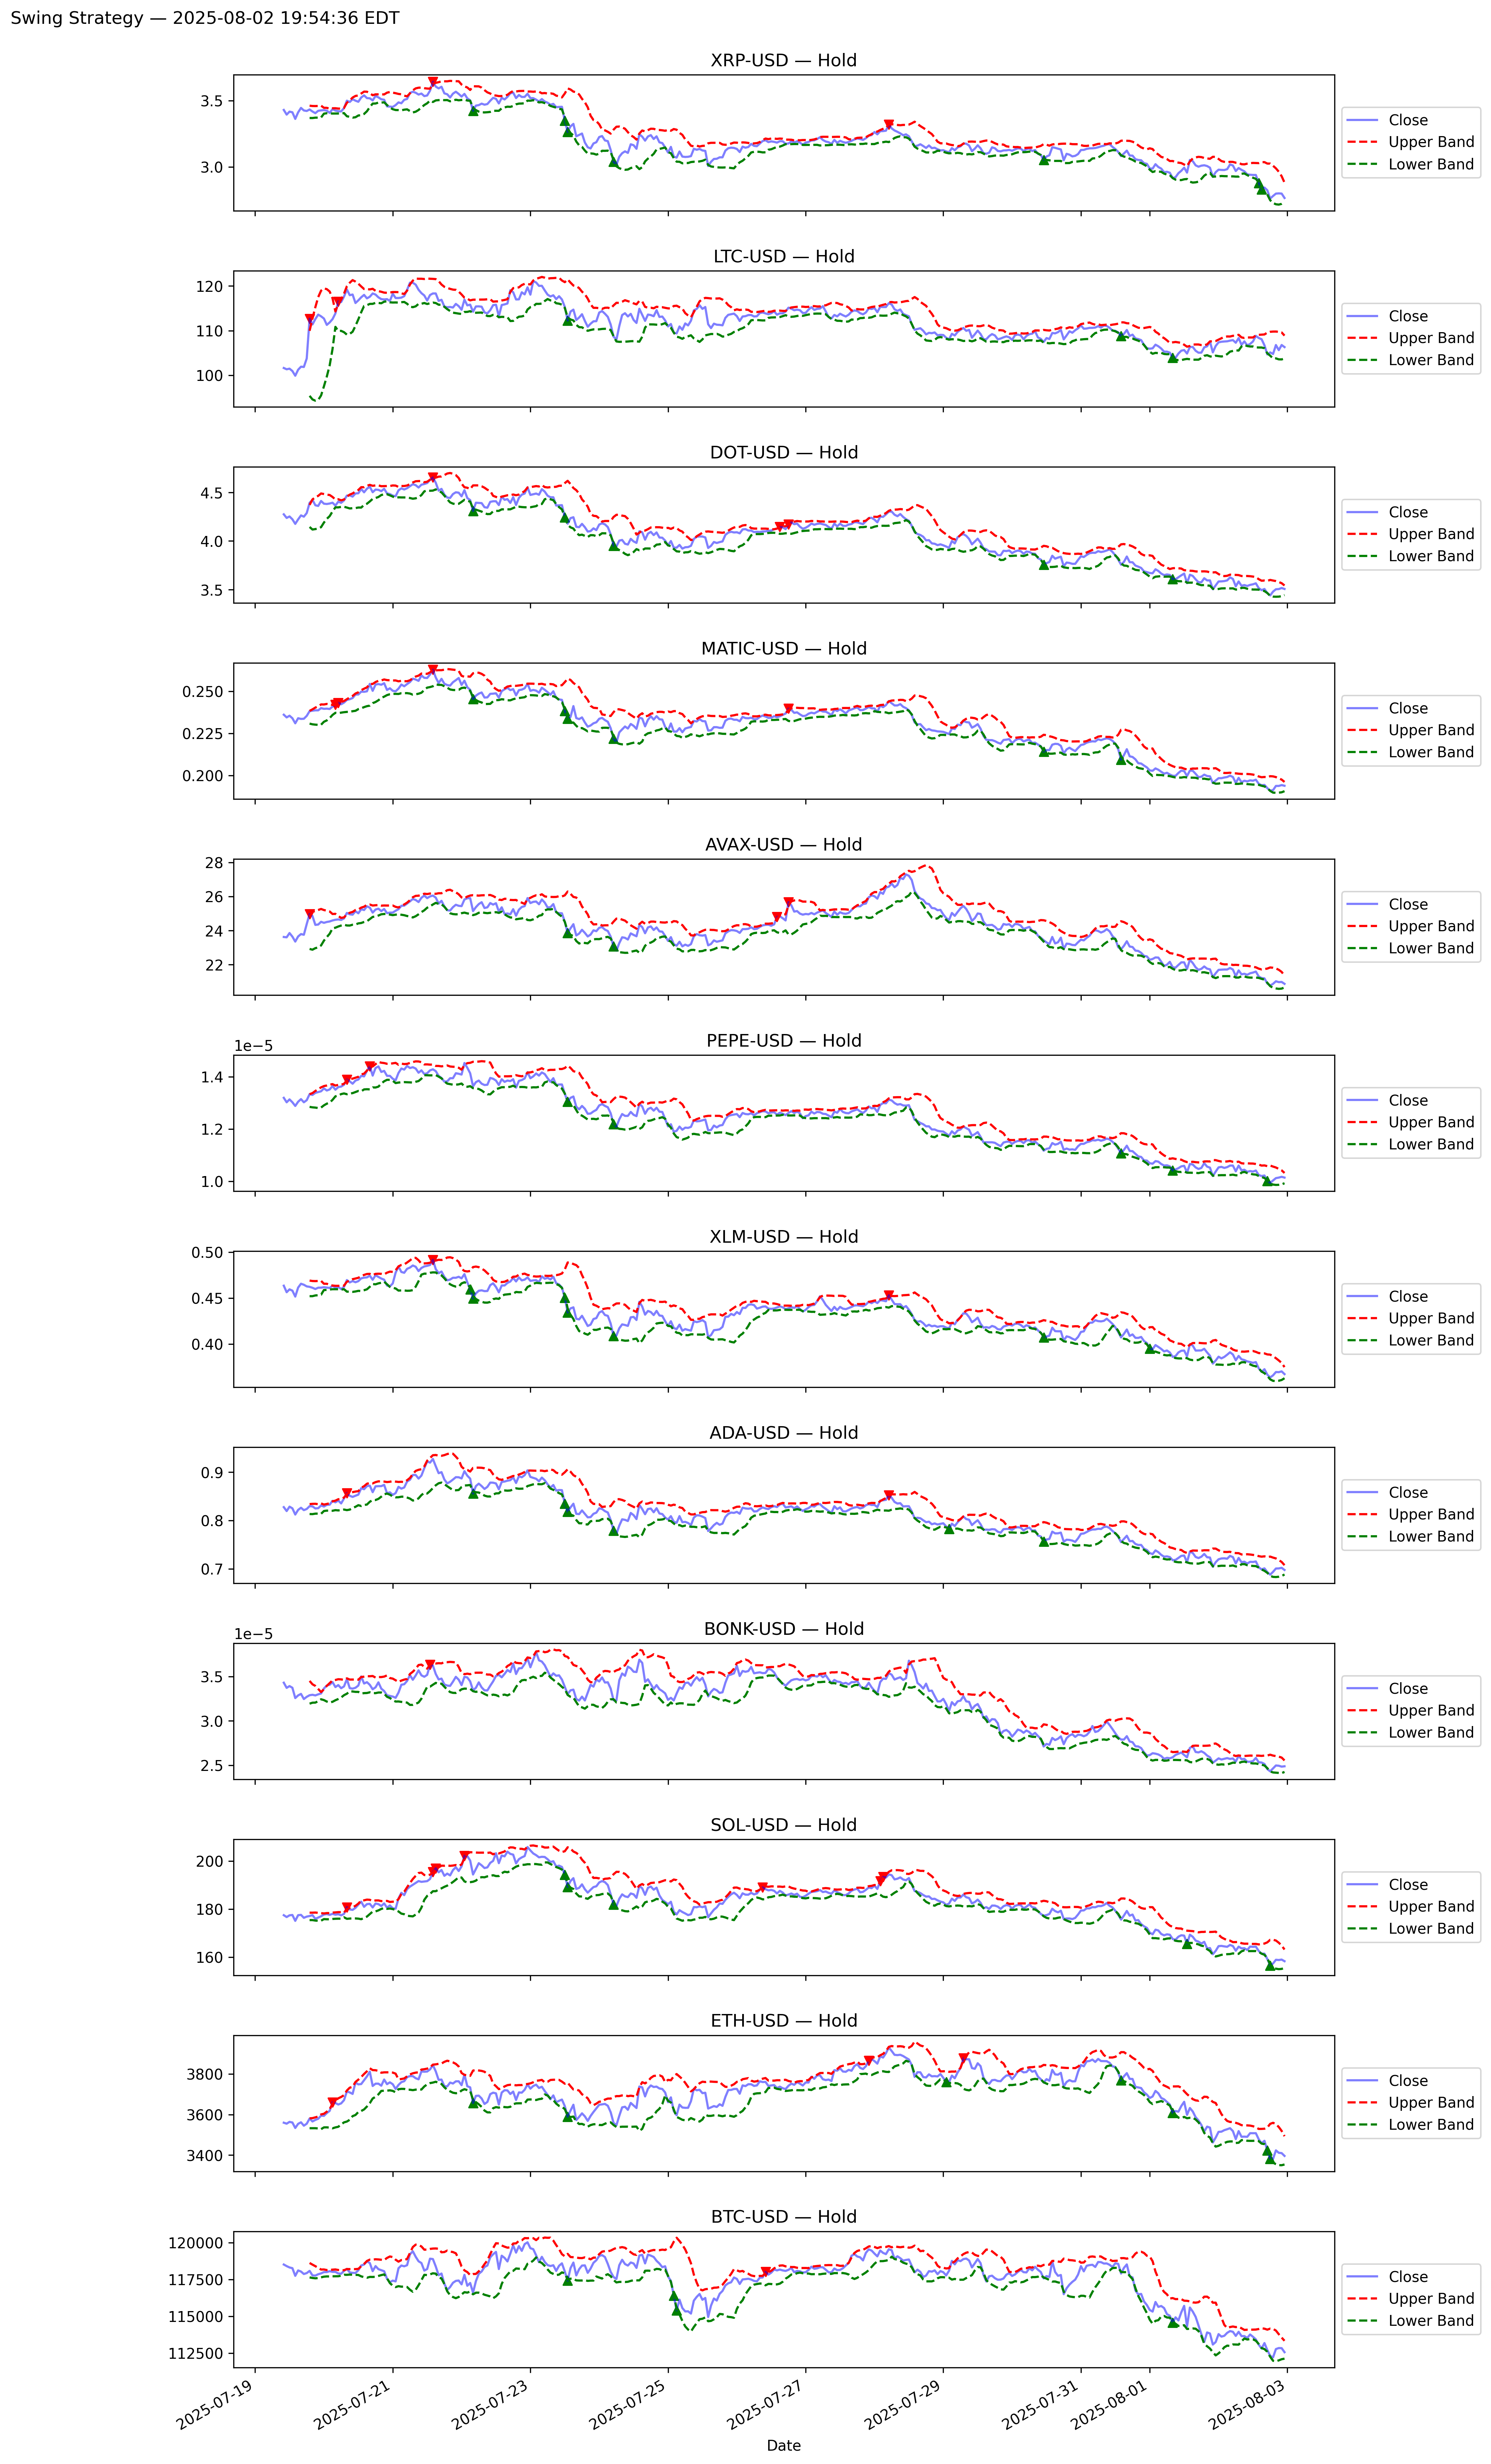 Swing Strategy — 2025-08-02 19:54:36 EDT
XRP-USD — Hold
3.5
3.0
Close
Upper Band
Lower Band
LTC-USD — Hold
120
110
100
Close
Upper Band
Lower Band
DOT-USD — Hold
4.5
4.0
3.5
Close
Upper Band
Lower Band
MATIC-USD — Hold
0.250
0.225
0.200
Close
Upper Band
Lower Band
AVAX-USD — Hold
28
26
24
22
Close
Upper Band
Lower Band
PEPE-USD — Hold
1e−5
1.4
1.2
1.0
Close
Upper Band
Lower Band
XLM-USD — Hold
0.50
0.45
0.40
Close
Upper Band
Lower Band
ADA-USD — Hold
0.9
0.8
0.7
Close
Upper Band
Lower Band
BONK-USD — Hold
1e−5
3.5
3.0
2.5
Close
Upper Band
Lower Band
SOL-USD — Hold
200
180
160
Close
Upper Band
Lower Band
ETH-USD — Hold
3800
3600
3400
Close
Upper Band
Lower Band
BTC-USD — Hold
120000
117500
115000
112500
Close
Upper Band
Lower Band
2025-07-19
2025-07-21
2025-07-23
2025-07-25
2025-07-27
2025-07-29
2025-07-31
2025-08-01
2025-08-03
Date